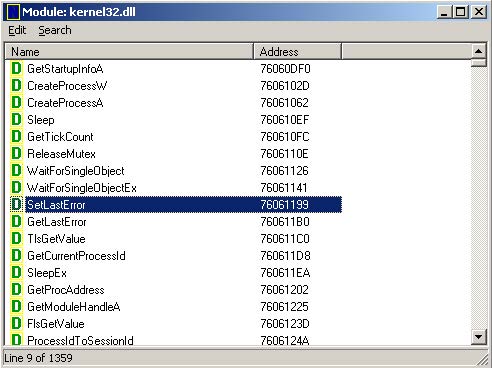 Module: kernel32.dll
Edit Search
Name Address
D GetStartupInfoA 76060DF0
D CreateProcessW 7606102D
D CreateProcessA 76061062
D Sleep 760610EF
D GetTickCount 760610FC
D ReleaseMutex 7606110E
D WaitForSingleObject 76061126
D WaitForSingleObjectEx 76061141
D SetLastError 76061199
D GetLastError 760611B0
D TlsGetValue 760611C0
D GetCurrentProcessId 760611D8
D SleepEx 760611EA
D GetProcAddress 76061202
D GetModuleHandleA 76061225
D FlsGetValue 7606123D
D ProcessIdToSessionId 7606124A
Line 9 of 1359